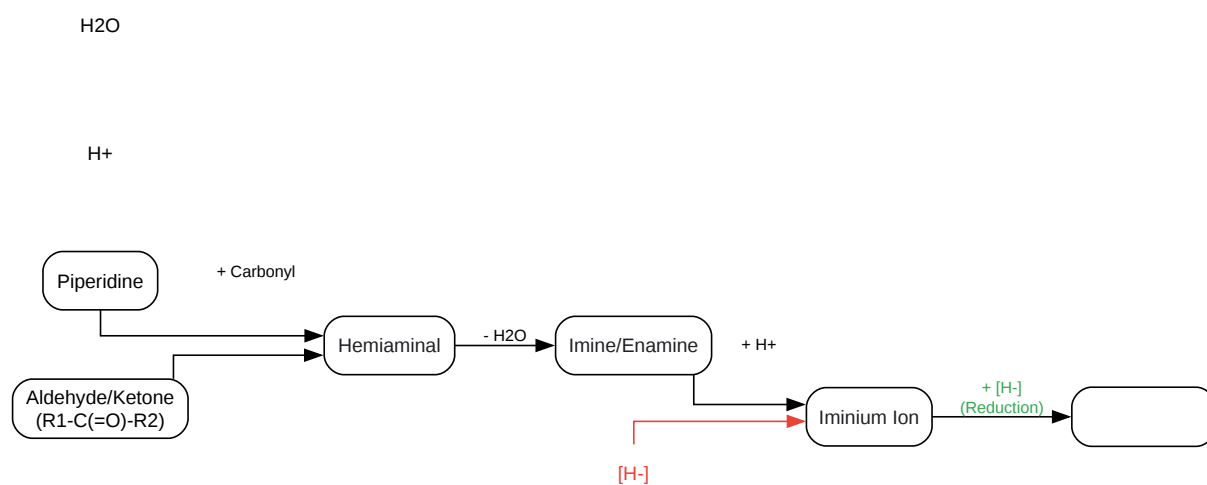 H2O
H+
Piperidine
+ Carbonyl
Hemiaminal
- H2O
Imine/Enamine
+ H+
Aldehyde/Ketone
(R1-C(=O)-R2)
+ [H-]
(Reduction)
Iminium Ion
[H-]